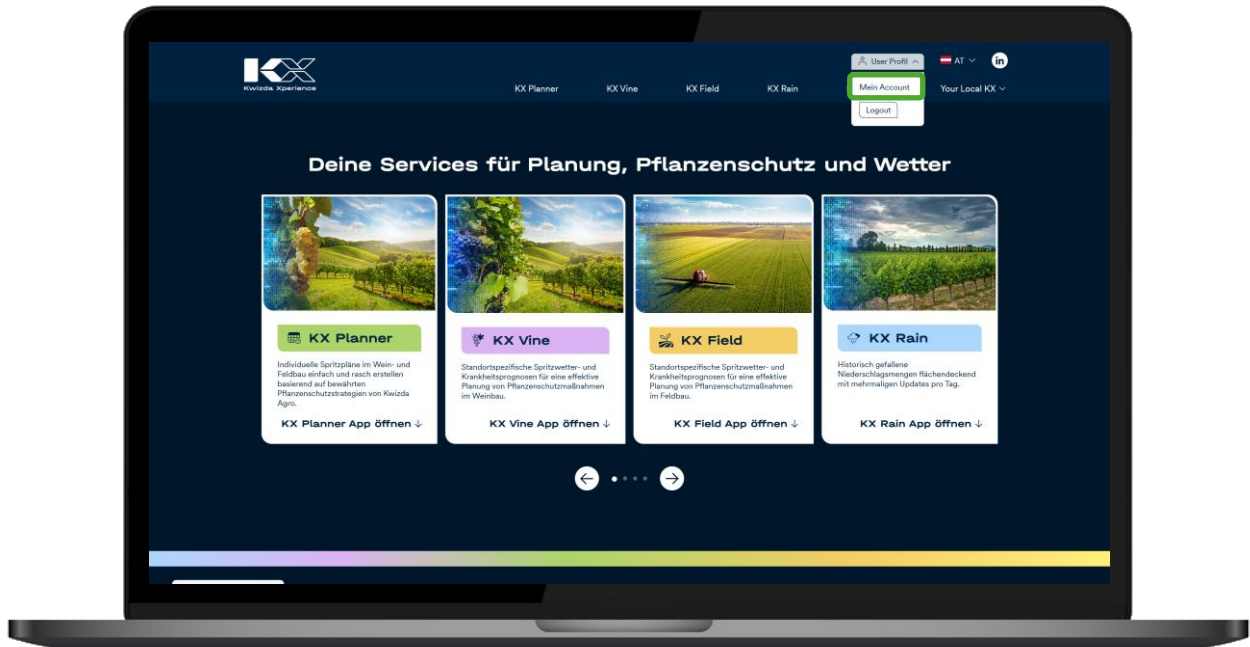 KX
Kwizda Xperience
User Profil
AT
in
KX Planner
KX Vine
KX Field
KX Rain
Mein Account
Your Local KX
Logout
Deine Services für Planung, Pflanzenschutz und Wetter
KX Planner
Individuelle Spritzpläne im Wein- und
Feldbau einfach und rasch erstellen
basierend auf bewährten
Pflanzenschutzstrategien von Kwizda
Agro.
KX Planner App öffnen ↓
KX Vine
Standortspezifische Spritzwetter- und
Krankheitsprognosen für eine effektive
Planung von Pflanzenschutzmaßnahmen
im Weinbau.
KX Vine App öffnen ↓
KX Field
Standortspezifische Spritzwetter- und
Krankheitsprognosen für eine effektive
Planung von Pflanzenschutzmaßnahmen
im Feldbau.
KX Field App öffnen ↓
KX Rain
Historisch gefallene
Niederschlagsmengen flächendeckend
mit mehrmaligen Updates pro Tag.
KX Rain App öffnen ↓